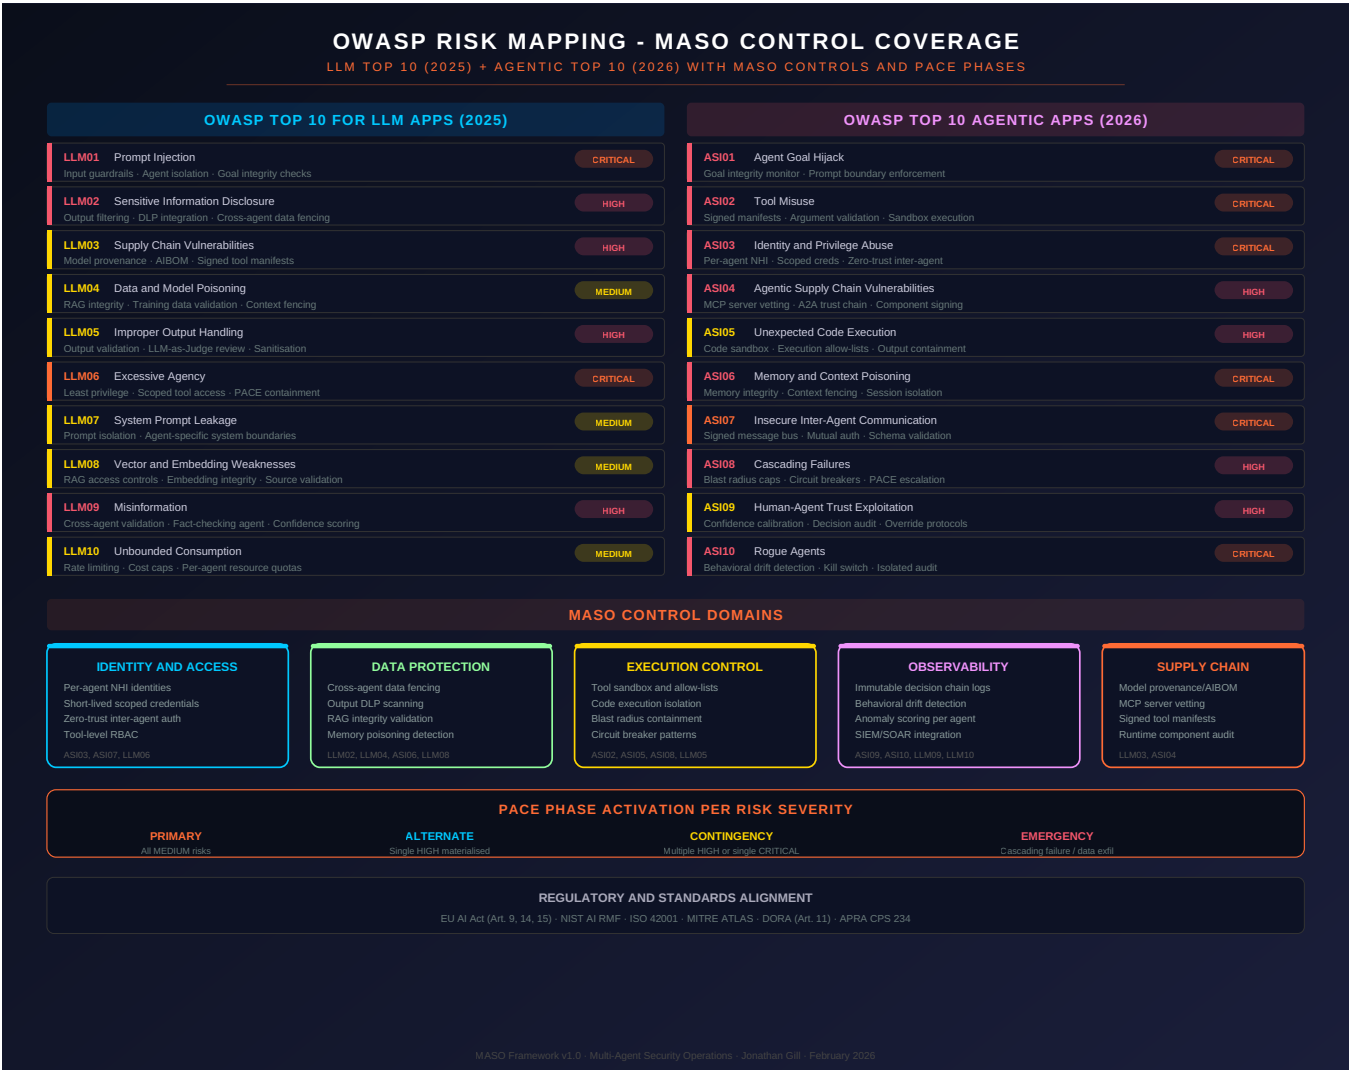 OWASP RISK MAPPING - MASO CONTROL COVERAGE
LLM TOP 10 (2025) + AGENTIC TOP 10 (2026) WITH MASO CONTROLS AND PACE PHASES
OWASP TOP 10 FOR LLM APPS (2025)
LLM01 Prompt Injection CRITICAL
Input guardrails · Agent isolation · Goal integrity checks
LLM02 Sensitive Information Disclosure HIGH
Output filtering · DLP integration · Cross-agent data fencing
LLM03 Supply Chain Vulnerabilities HIGH
Model provenance · AIBOM · Signed tool manifests
LLM04 Data and Model Poisoning MEDIUM
RAG integrity · Training data validation · Context fencing
LLM05 Improper Output Handling HIGH
Output validation · LLM-as-Judge review · Sanitisation
LLM06 Excessive Agency CRITICAL
Least privilege · Scoped tool access · PACE containment
LLM07 System Prompt Leakage MEDIUM
Prompt isolation · Agent-specific system boundaries
LLM08 Vector and Embedding Weaknesses MEDIUM
RAG access controls · Embedding integrity · Source validation
LLM09 Misinformation HIGH
Cross-agent validation · Fact-checking agent · Confidence scoring
LLM10 Unbounded Consumption MEDIUM
Rate limiting · Cost caps · Per-agent resource quotas
OWASP TOP 10 AGENTIC APPS (2026)
ASI01 Agent Goal Hijack CRITICAL
Goal integrity monitor · Prompt boundary enforcement
ASI02 Tool Misuse CRITICAL
Signed manifests · Argument validation · Sandbox execution
ASI03 Identity and Privilege Abuse CRITICAL
Per-agent NHI · Scoped creds · Zero-trust inter-agent
ASI04 Agentic Supply Chain Vulnerabilities HIGH
MCP server vetting · A2A trust chain · Component signing
ASI05 Unexpected Code Execution HIGH
Code sandbox · Execution allow-lists · Output containment
ASI06 Memory and Context Poisoning CRITICAL
Memory integrity · Context fencing · Session isolation
ASI07 Insecure Inter-Agent Communication CRITICAL
Signed message bus · Mutual auth · Schema validation
ASI08 Cascading Failures HIGH
Blast radius caps · Circuit breakers · PACE escalation
ASI09 Human-Agent Trust Exploitation HIGH
Confidence calibration · Decision audit · Override protocols
ASI10 Rogue Agents CRITICAL
Behavioral drift detection · Kill switch · Isolated audit
MASO CONTROL DOMAINS
IDENTITY AND ACCESS
Per-agent NHI identities
Short-lived scoped credentials
Zero-trust inter-agent auth
Tool-level RBAC
ASI03, ASI07, LLM06
DATA PROTECTION
Cross-agent data fencing
Output DLP scanning
RAG integrity validation
Memory poisoning detection
LLM02, LLM04, ASI06, LLM08
EXECUTION CONTROL
Tool sandbox and allow-lists
Code execution isolation
Blast radius containment
Circuit breaker patterns
ASI02, ASI05, ASI08, LLM05
OBSERVABILITY
Immutable decision chain logs
Behavioral drift detection
Anomaly scoring per agent
SIEM/SOAR integration
ASI09, ASI10, LLM09, LLM10
SUPPLY CHAIN
Model provenance/AIBOM
MCP server vetting
Signed tool manifests
Runtime component audit
LLM03, ASI04
PACE PHASE ACTIVATION PER RISK SEVERITY
PRIMARY
All MEDIUM risks
ALTERNATE
Single HIGH materialised
CONTINGENCY
Multiple HIGH or single CRITICAL
EMERGENCY
Cascading failure / data exfil
REGULATORY AND STANDARDS ALIGNMENT
EU AI Act (Art. 9, 14, 15) · NIST AI RMF · ISO 42001 · MITRE ATLAS · DORA (Art. 11) · APRA CPS 234
MASO Framework v1.0 · Multi-Agent Security Operations · Jonathan Gill · February 2026